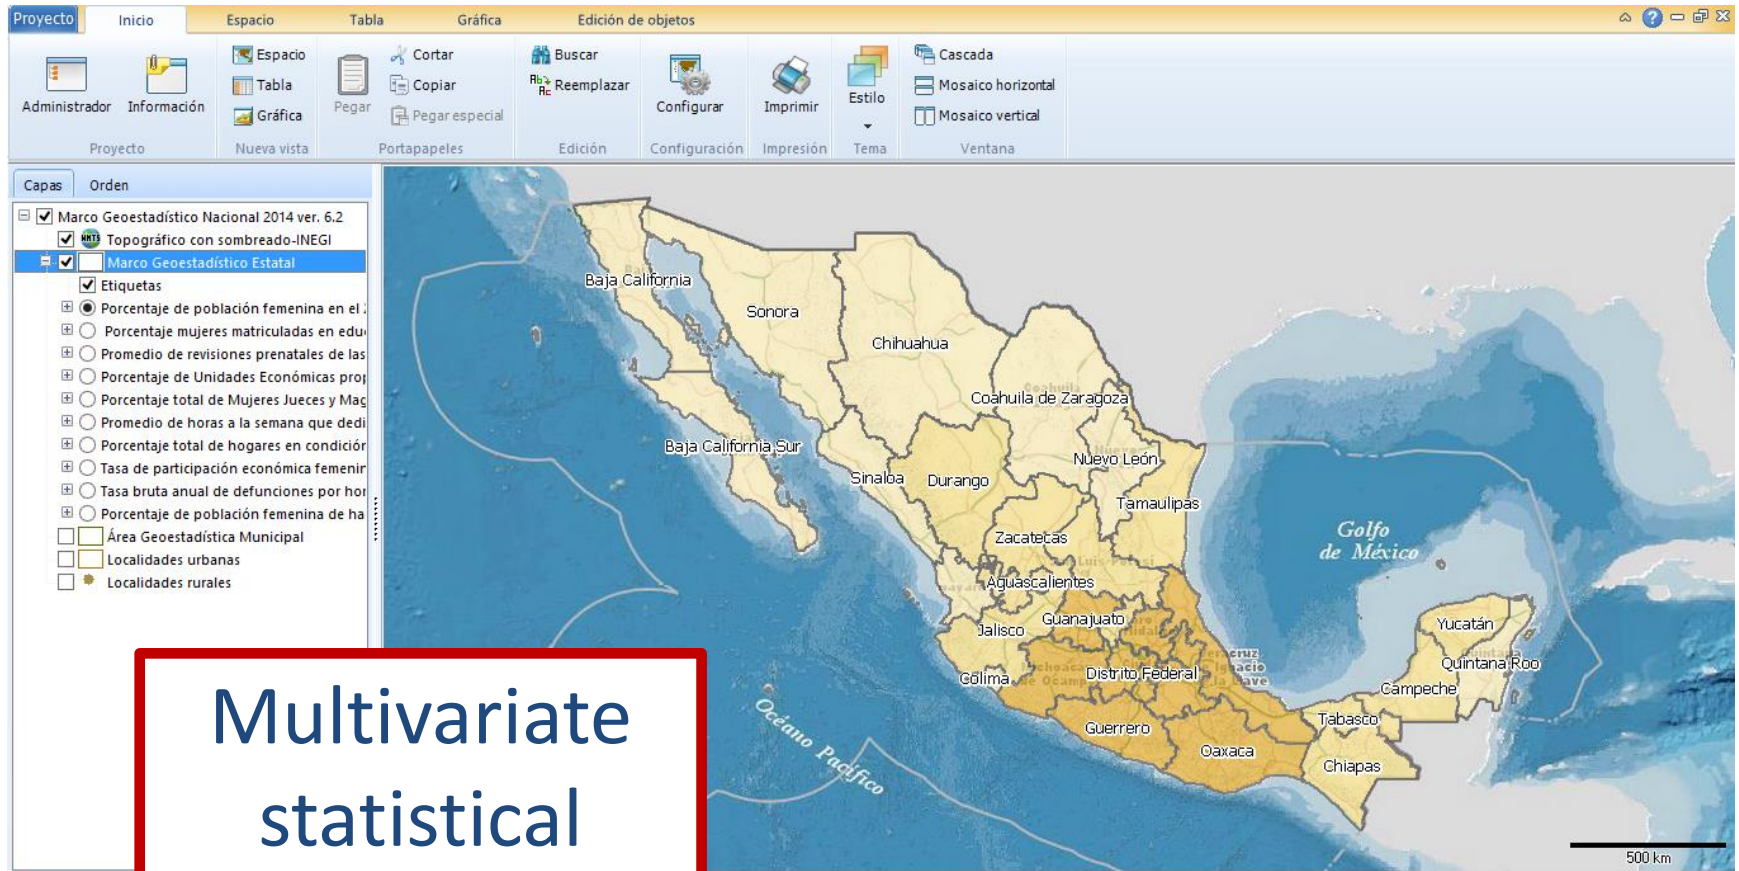 Proyecto Inicio Espacio Tabla Gráfica Edición de objetos
Administrador Información
Proyecto
Espacio
Tabla
Gráfica
Nueva vista
Pegar
Cortar
Copiar
Pegar especial
Portapapeles
Buscar
Reemplazar
Edición
Configurar
Configuración
Imprimir
Impresión
Estilo
Tema
Cascada
Mosaico horizontal
Mosaico vertical
Ventana
Capas Orden
Marco Geoestadístico Nacional 2014 ver. 6.2
Topográfico con sombreado-INEGI
Marco Geoestadístico Estatal
Etiquetas
Porcentaje de población femenina en el
Porcentaje mujeres matriculadas en edu
Promedio de revisiones prenatales de las
Porcentaje de Unidades Económicas prop
Porcentaje total de Mujeres Jueces y Mag
Promedio de horas a la semana que dedi
Porcentaje total de hogares en condición
Tasa de participación económica femenin
Tasa bruta anual de defunciones por hor
Porcentaje de población femenina de ha
Área Geoestadística Municipal
Localidades urbanas
Localidades rurales
Baja California
Sonora
Chihuahua
Coahuila de Zaragoza
Baja California Sur
Nuevo León
Sinaloa
Durango
Tamaulipas
Zacatecas
Golfo
de México
Aguascalientes
Guanajuato
Jalisco
Yucatán
Quintana Roo
Colima
Distrito Federal
Campeche
Guerrero
Tabasco
Oaxaca
Chiapas
Océano Pacífico
500 km
Multivariate
statistical